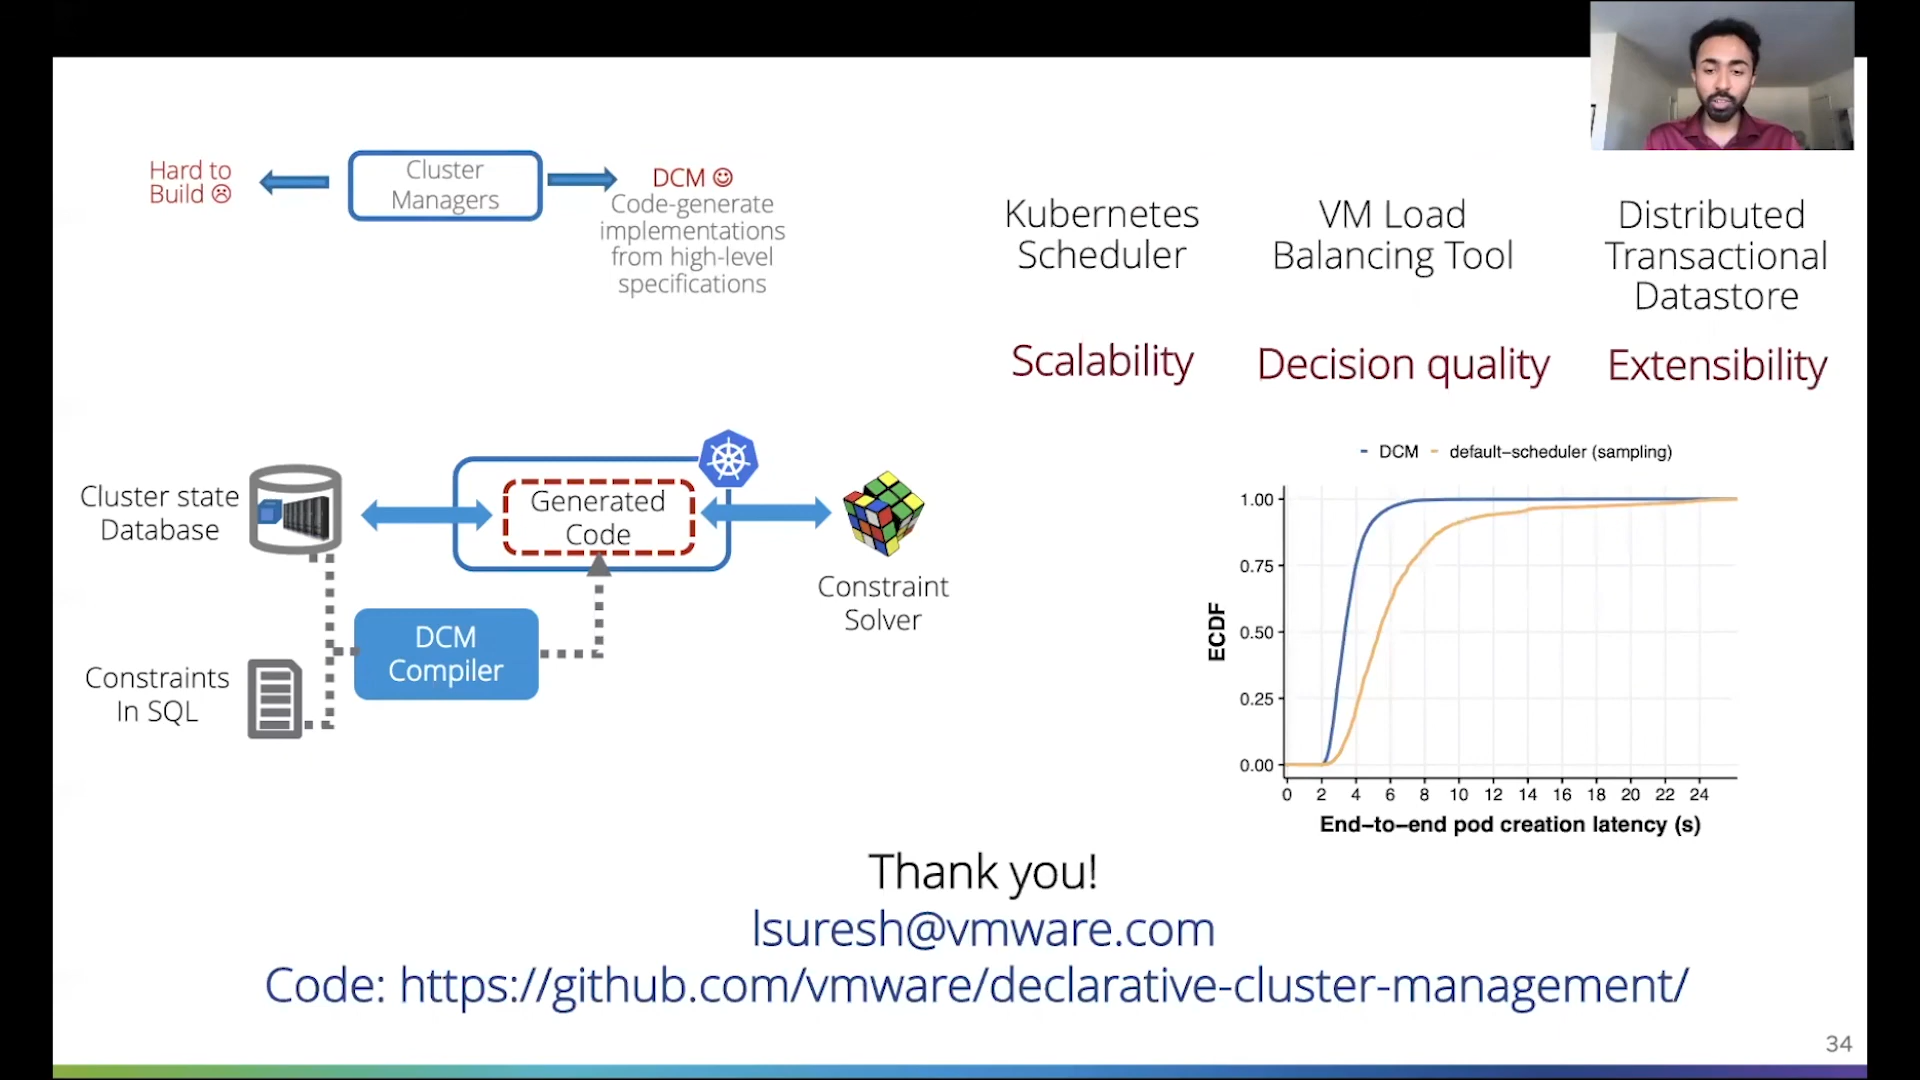 Hard to
Build ☹
Cluster
Managers
DCM ☺
Code-generate
implementations
from high-level
specifications
Kubernetes
Scheduler
VM Load
Balancing Tool
Distributed
Transactional
Datastore
Scalability
Decision quality
Extensibility
Cluster state
Database
Generated
Code
Constraint
Solver
DCM
Compiler
Constraints
In SQL
DCM
default-scheduler (sampling)
1.00
0.75
0.50
0.25
0.00
ECDF
0 2 4 6 8 10 12 14 16 18 20 22 24
End-to-end pod creation latency (s)
Thank you!
lsuresh@vmware.com
Code: https://github.com/vmware/declarative-cluster-management/
34